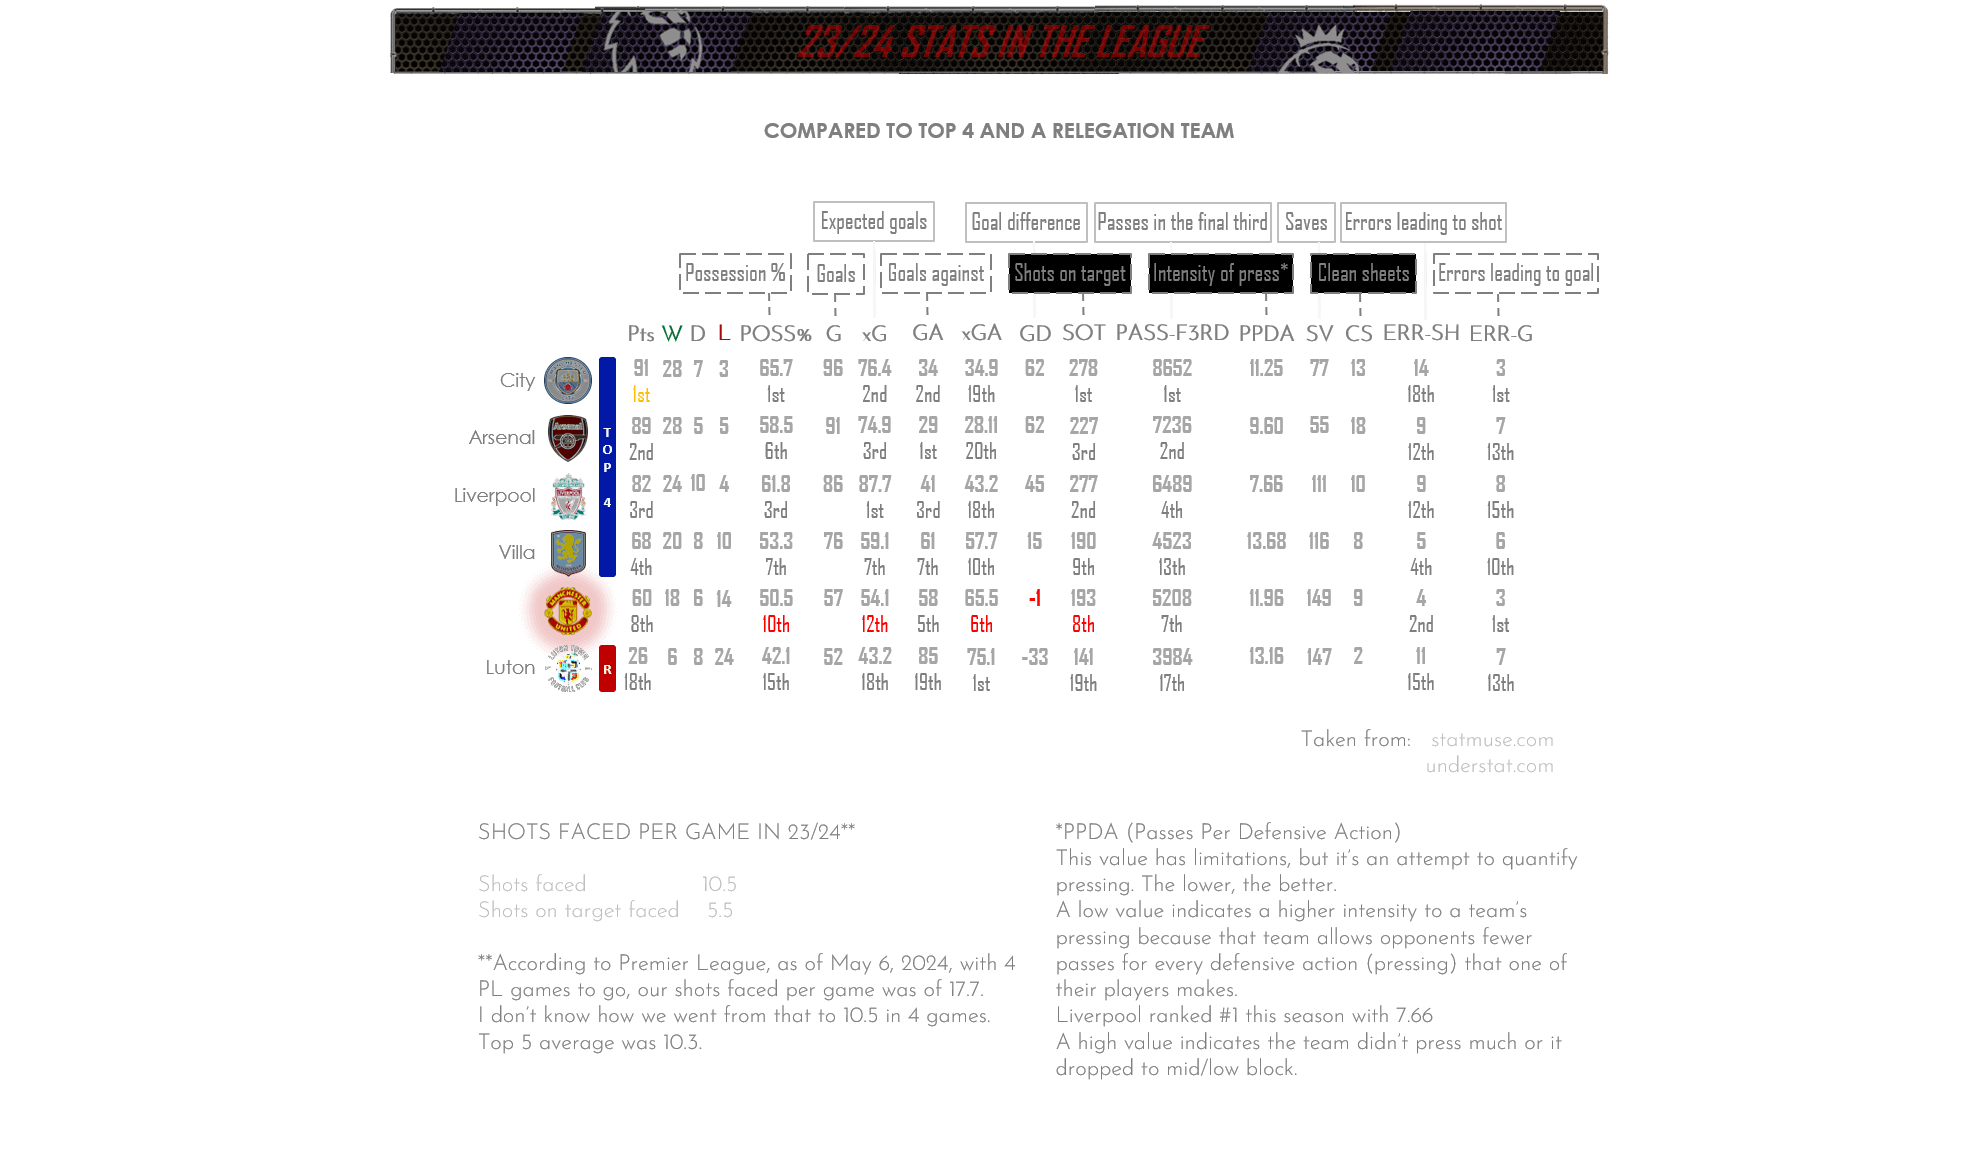 23/24 STATS IN THE LEAGUE
COMPARED TO TOP 4 AND A RELEGATION TEAM
Expected goals Goal difference Passes in the final third Saves Errors leading to shot
Possession % Goals Goals against Shots on target Intensity of press* Clean sheets Errors leading to goal
Pts W D L POSS% G xG GA xGA GD SOT PASS-F3RD PPDA SV CS ERR-SH ERR-G
City 91 28 7 3 65.7 96 76.4 34 34.9 62 278 8652 11.25 77 13 14 3
1st 1st 2nd 2nd 19th 1st 1st 18th 1st
Arsenal Arsenal 89 28 5 5 58.5 91 74.9 29 28.11 62 227 7236 9.60 55 18 9 7
2nd 6th 3rd 1st 20th 3rd 2nd 12th 13th
TOP 4
Liverpool 82 24 10 4 61.8 86 87.7 41 43.2 45 277 6489 7.66 111 10 9 8
3rd 3rd 1st 3rd 18th 2nd 4th 12th 15th
Villa 68 20 8 10 53.3 76 59.1 61 57.7 15 190 4523 13.68 116 8 5 6
4th 7th 7th 7th 10th 9th 13th 4th 10th
MANCHESTER UNITED 60 18 6 14 50.5 57 54.1 58 65.5 -1 193 5208 11.96 149 9 4 3
8th 10th 12th 5th 6th 8th 7th 2nd 1st
Luton LUTON TOWN FOOTBALL CLUB R 26 6 8 24 42.1 52 43.2 85 75.1 -33 141 3984 13.16 147 2 11 7
18th 15th 18th 19th 1st 19th 17th 15th 13th
Taken from: statmuse.com
understat.com
SHOTS FACED PER GAME IN 23/24**
Shots faced 10.5
Shots on target faced 5.5
**According to Premier League, as of May 6, 2024, with 4
PL games to go, our shots faced per game was of 17.7.
I don't know how we went from that to 10.5 in 4 games.
Top 5 average was 10.3.
*PPDA (Passes Per Defensive Action)
This value has limitations, but it's an attempt to quantify
pressing. The lower, the better.
A low value indicates a higher intensity to a team's
pressing because that team allows opponents fewer
passes for every defensive action (pressing) that one of
their players makes.
Liverpool ranked #1 this season with 7.66
A high value indicates the team didn't press much or it
dropped to mid/low block.